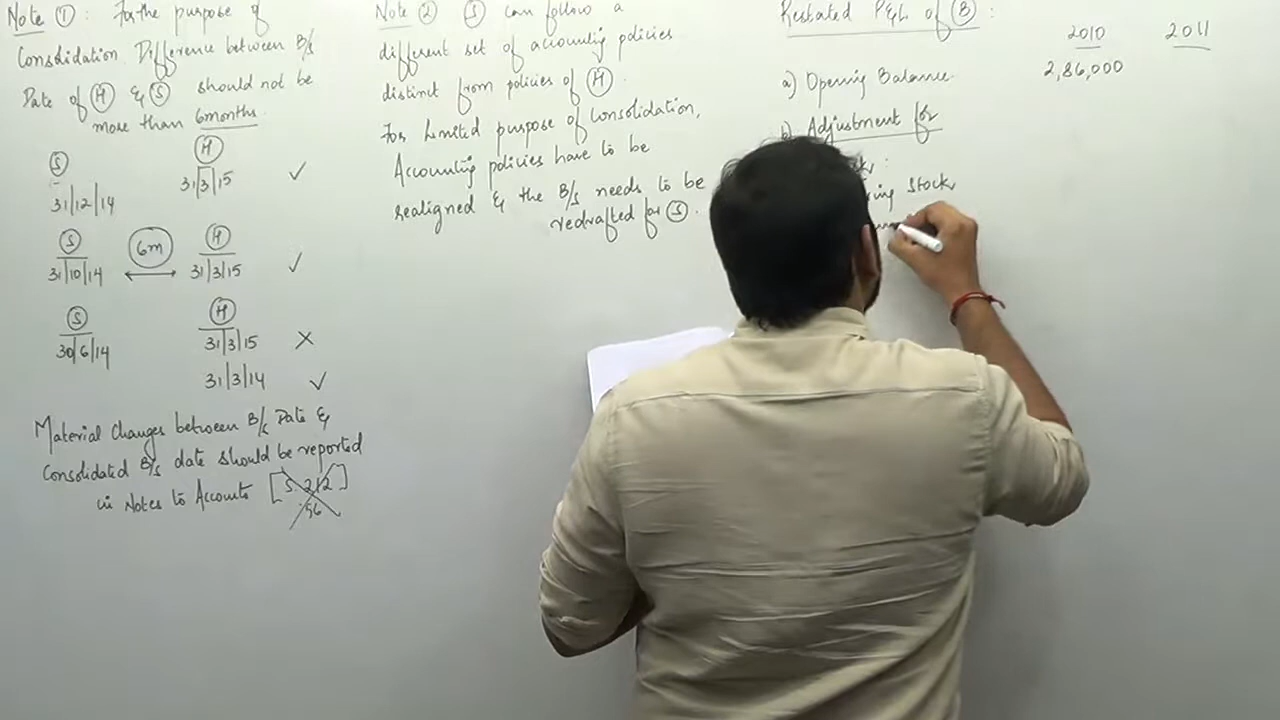 Note ① : For the purpose of
Consolidation. Difference between B/s
Date of Ⓗ & Ⓢ should not be
more than 6months.
Ⓢ Ⓗ
31/12/14 31/3/15 ✓
Ⓢ 6m Ⓗ
31/10/14 ↔ 31/3/15 ✓
Ⓢ Ⓗ
30/6/14 31/3/15 ✗
31/3/14 ✓
Material Changes between B/s Date &
Consolidated B/s date should be reported
in Notes to Accounts
Note ② Ⓢ can follow a
different set of accounting policies
distinct from policies of Ⓗ.
For Limited purpose of consolidation,
Accounting policies have to be
realigned & the B/s needs to be
redrafted for Ⓢ.
Restated P&L of Ⓑ :
2010 2011
a) Opening Balance. 2,86,000
b) Adjustment for
Stock